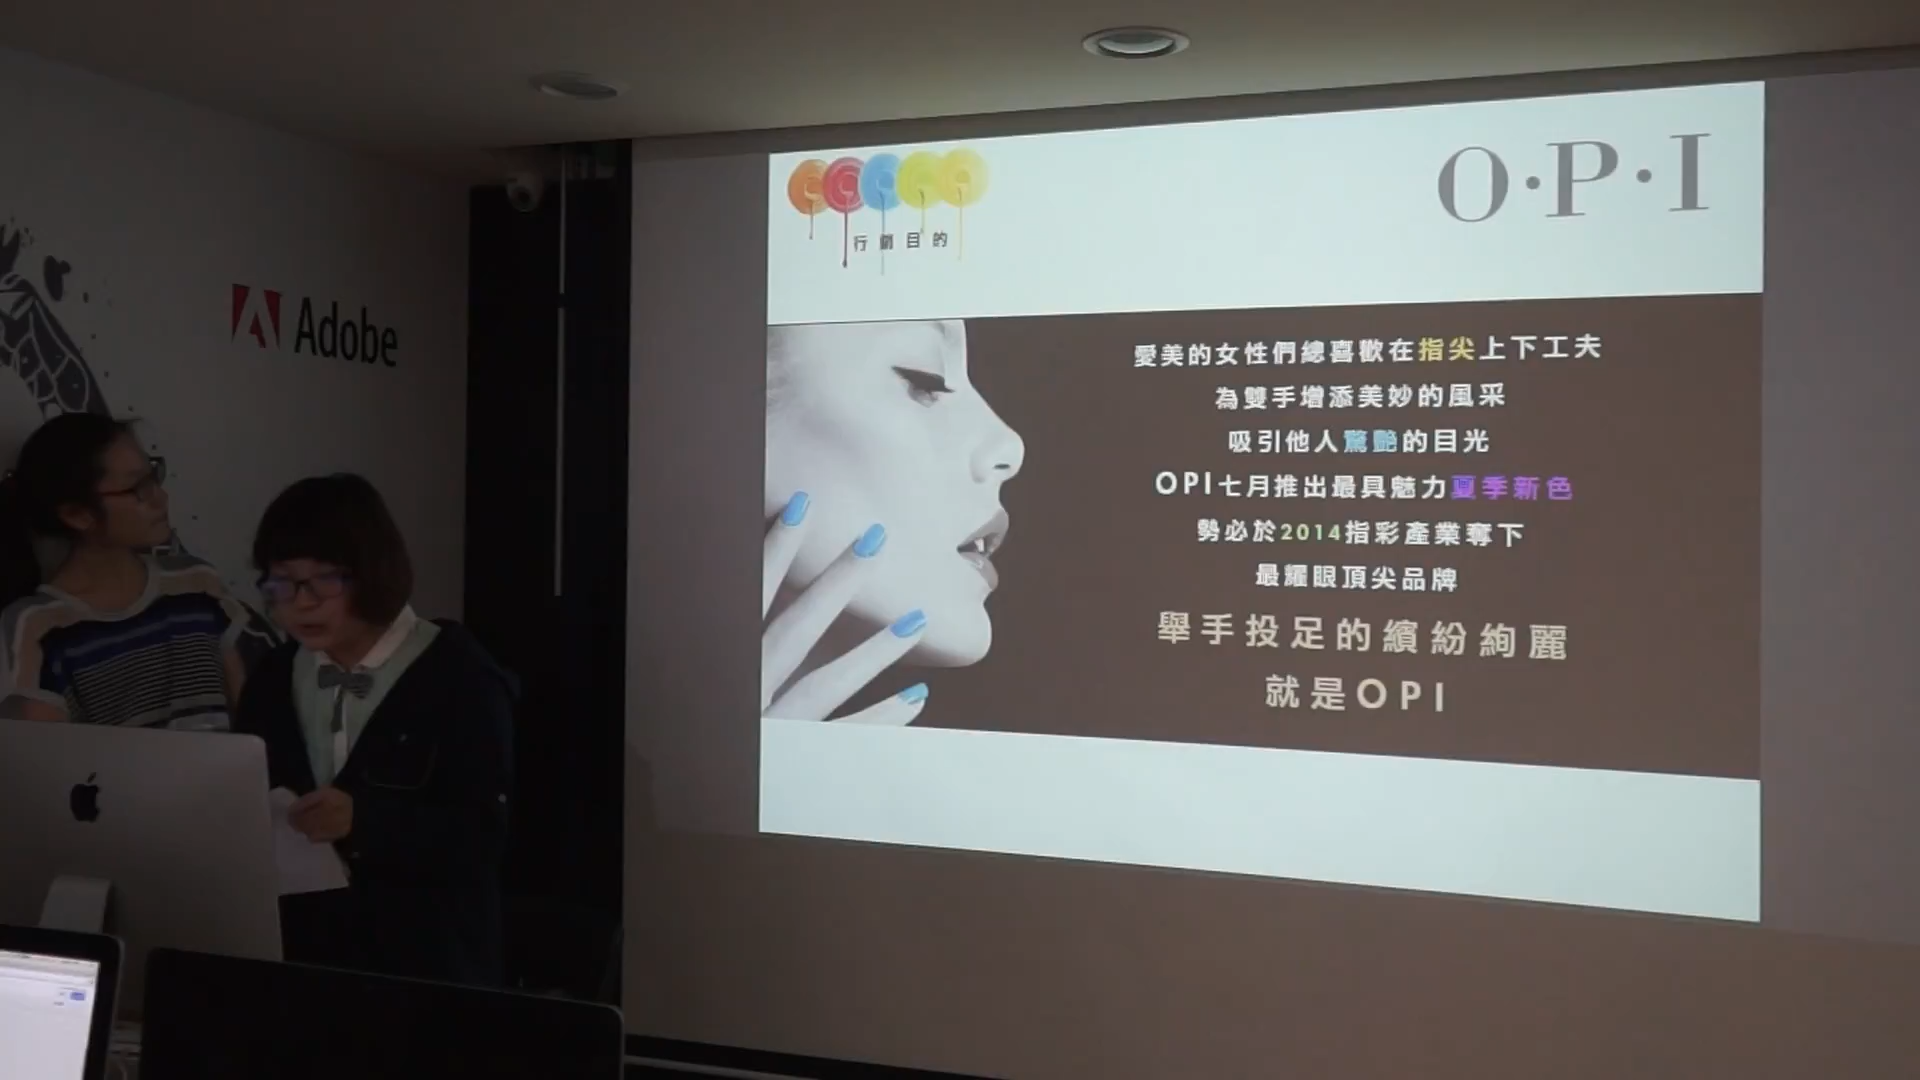 Adobe
行銷目的
O·P·I
愛美的女性們總喜歡在指尖上下工夫
為雙手增添美妙的風采
吸引他人驚艷的目光
OPI七月推出最具魅力夏季新色
勢必於2014指彩產業奪下
最耀眼頂尖品牌
舉手投足的繽紛絢麗
就是OPI